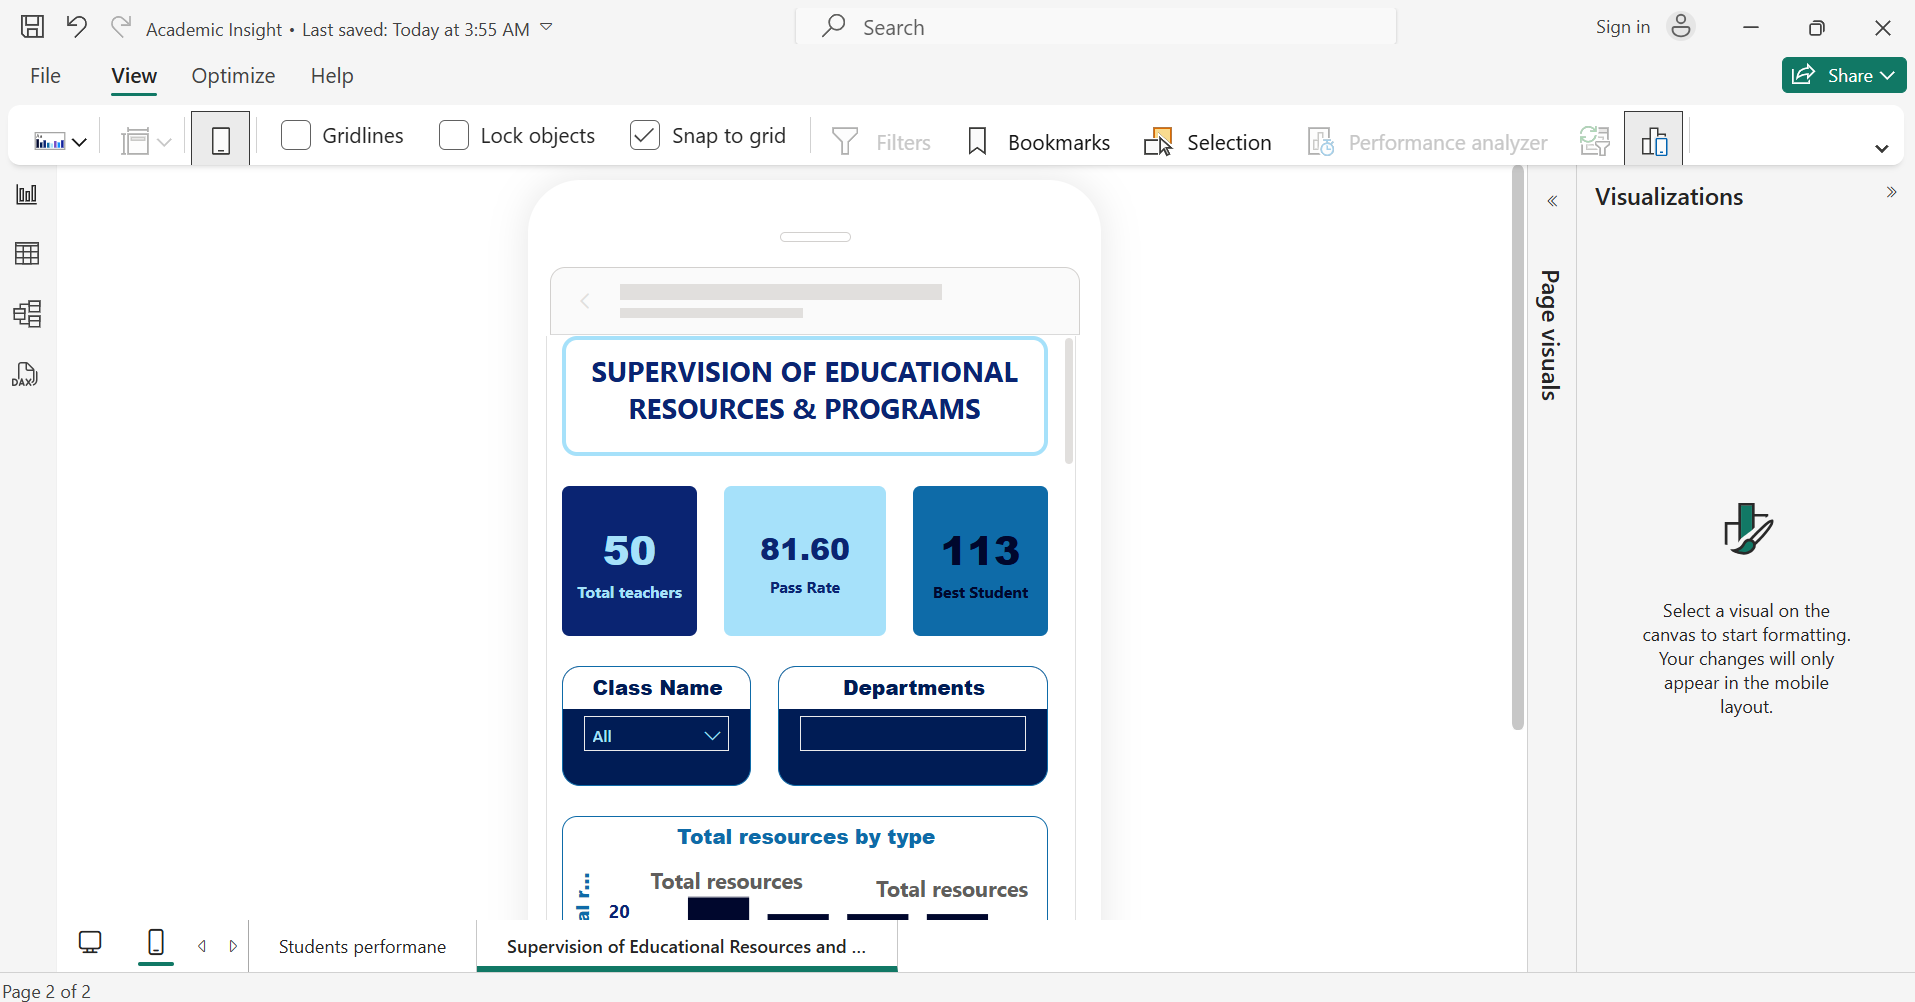 Academic Insight • Last saved: Today at 3:55 AM
Search
Sign in
File
View
Optimize
Help
Share
Gridlines
Lock objects
Snap to grid
Filters
Bookmarks
Selection
Performance analyzer
DAX
SUPERVISION OF EDUCATIONAL
RESOURCES & PROGRAMS
50
Total teachers
81.60
Pass Rate
113
Best Student
Class Name
All
Departments
Total resources by type
Total resources
Total resources
al r...
20
Page visuals
Visualizations
Select a visual on the
canvas to start formatting.
Your changes will only
appear in the mobile
layout.
Students performane
Supervision of Educational Resources and ...
Page 2 of 2